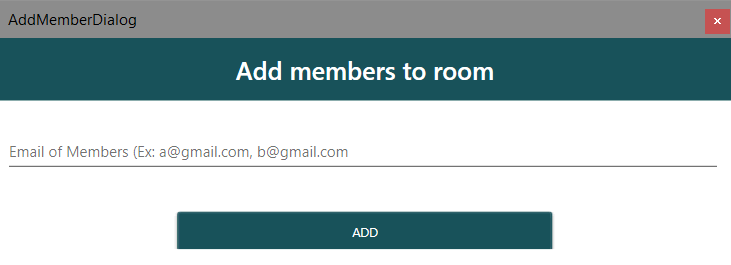 AddMemberDialog
Add members to room
Email of Members (Ex: a@gmail.com, b@gmail.com
ADD